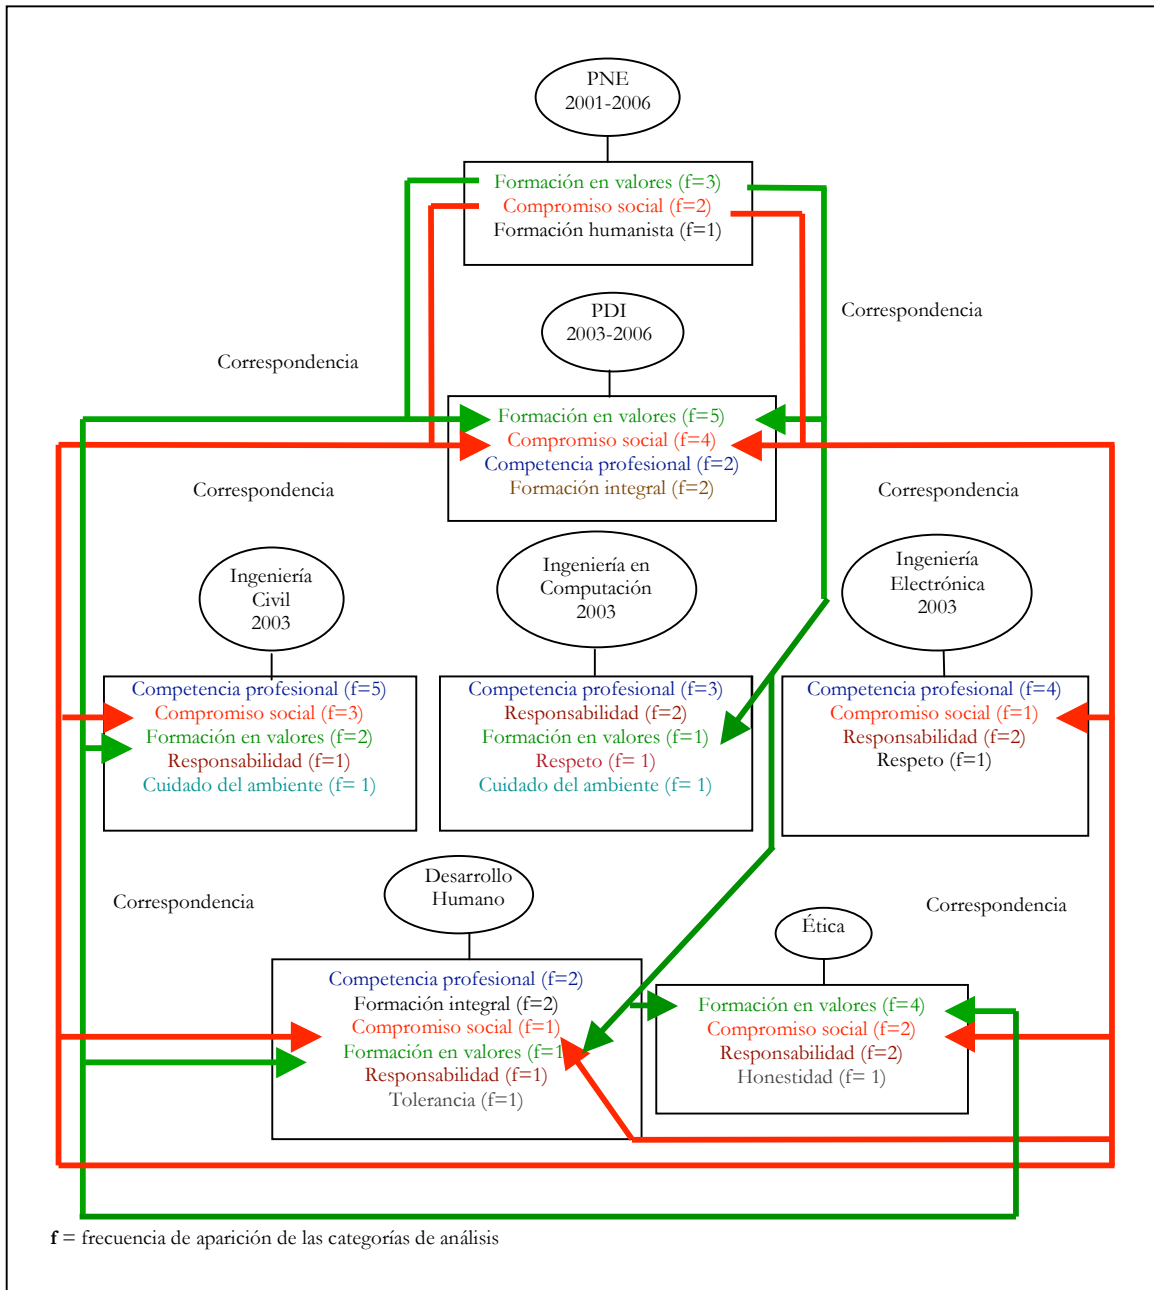 PNE
2001-2006
Formación en valores (f=3)
Compromiso social (f=2)
Formación humanista (f=1)
PDI
2003-2006
Correspondencia
Correspondencia
Formación en valores (f=5)
Compromiso social (f=4)
Competencia profesional (f=2)
Formación integral (f=2)
Correspondencia
Correspondencia
Ingeniería
Civil
2003
Ingeniería en
Computación
2003
Ingeniería
Electrónica
2003
Competencia profesional (f=5)
Compromiso social (f=3)
Formación en valores (f=2)
Responsabilidad (f=1)
Cuidado del ambiente (f= 1)
Competencia profesional (f=3)
Responsabilidad (f=2)
Formación en valores (f=1)
Respeto (f= 1)
Cuidado del ambiente (f= 1)
Competencia profesional (f=4)
Compromiso social (f=1)
Responsabilidad (f=2)
Respeto (f=1)
Correspondencia
Correspondencia
Desarrollo
Humano
Ética
Competencia profesional (f=2)
Formación integral (f=2)
Compromiso social (f=1)
Formación en valores (f=1
Responsabilidad (f=1)
Tolerancia (f=1)
Formación en valores (f=4)
Compromiso social (f=2)
Responsabilidad (f=2)
Honestidad (f= 1)
f = frecuencia de aparición de las categorías de análisis